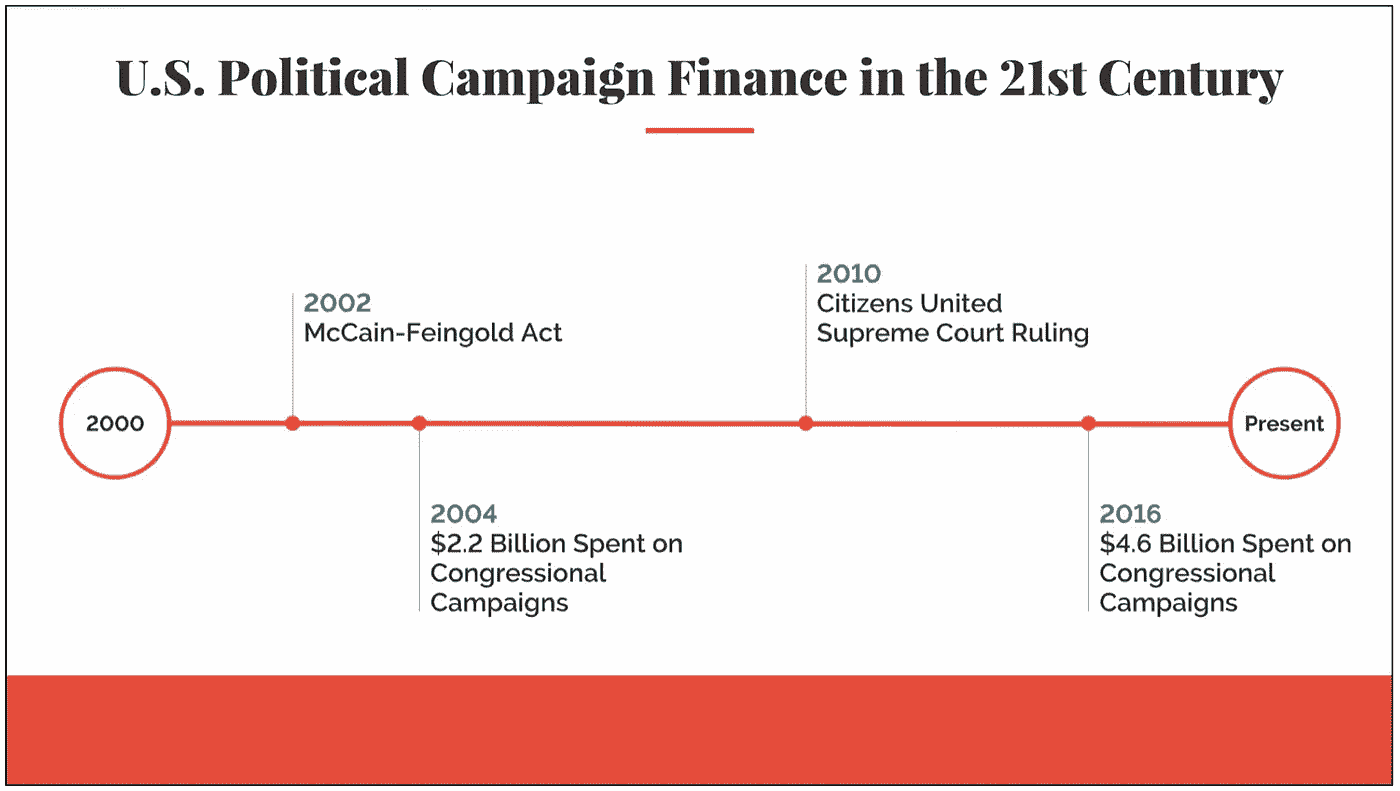 U.S. Political Campaign Finance in the 21st Century
2002
McCain-Feingold Act
2010
Citizens United
Supreme Court Ruling
2000
Present
2004
$2.2 Billion Spent on
Congressional
Campaigns
2016
$4.6 Billion Spent on
Congressional
Campaigns